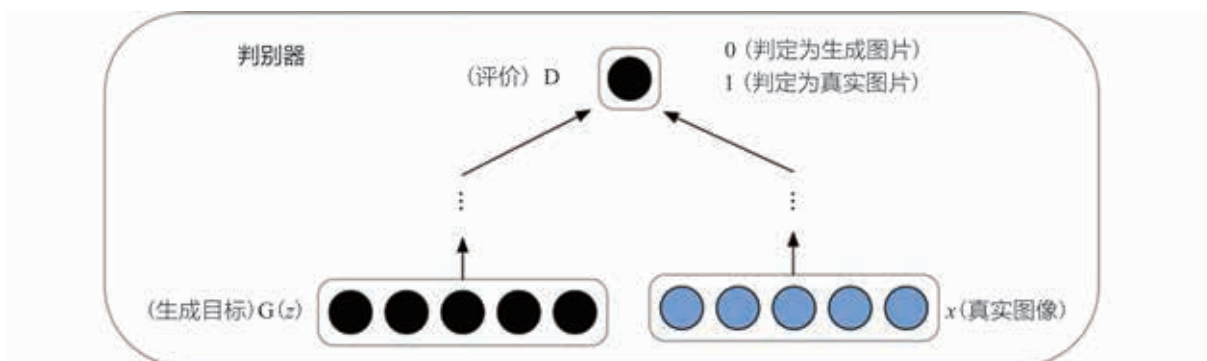 判别器
(评价) D
0 (判定为生成图片)
1 (判定为真实图片)
(生成目标) G(z)
x (真实图像)